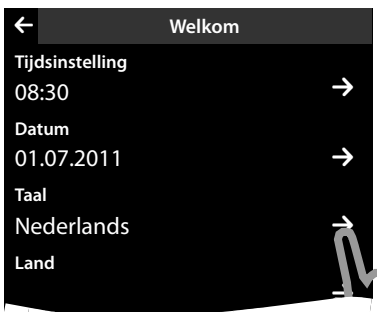 Welkom
Tijdsinstelling
08:30
Datum
01.07.2011
Taal
Nederlands
Land